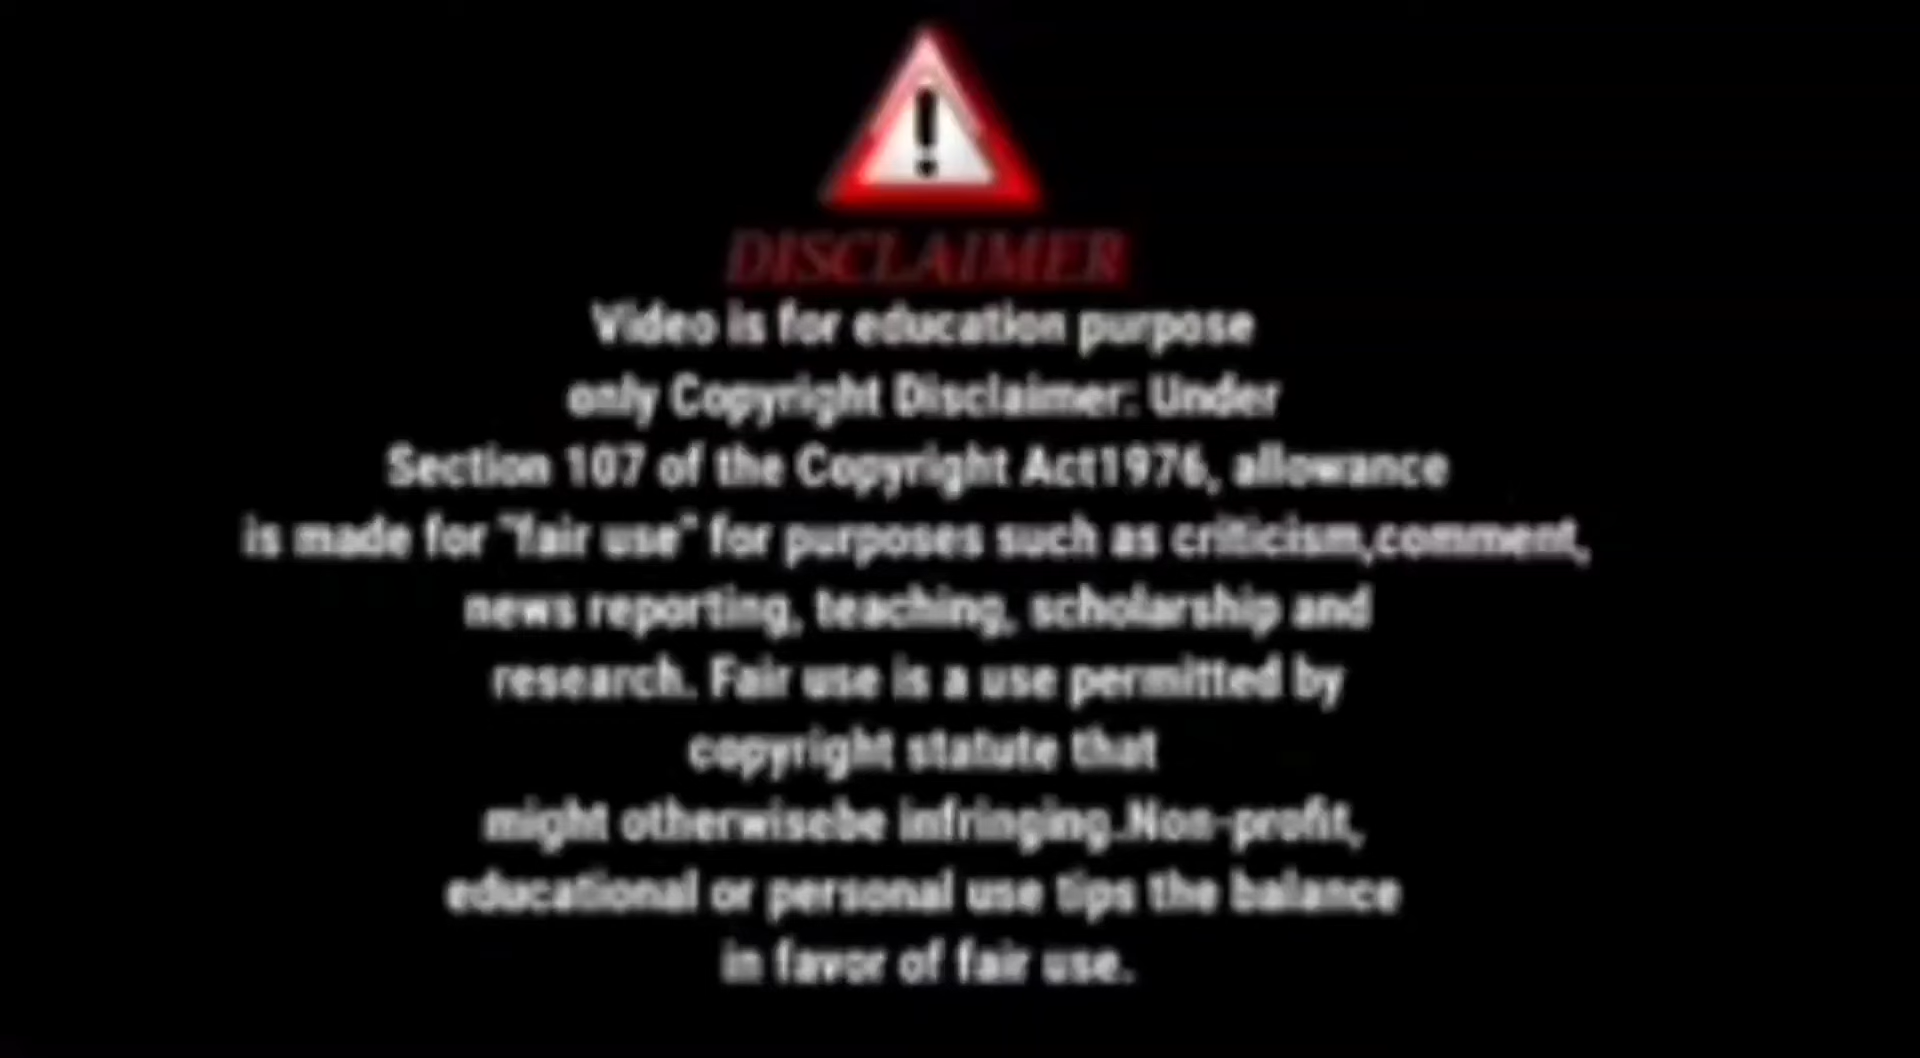 !
DISCLAIMER
Video is for education purpose
only Copyright Disclaimer: Under
Section 107 of the Copyright Act1976, allowance
is made for "fair use" for purposes such as criticism,comment,
news reporting, teaching, scholarship and
research. Fair use is a use permitted by
copyright statute that
might otherwisebe infringing.Non-profit,
educational or personal use tips the balance
in favor of fair use.